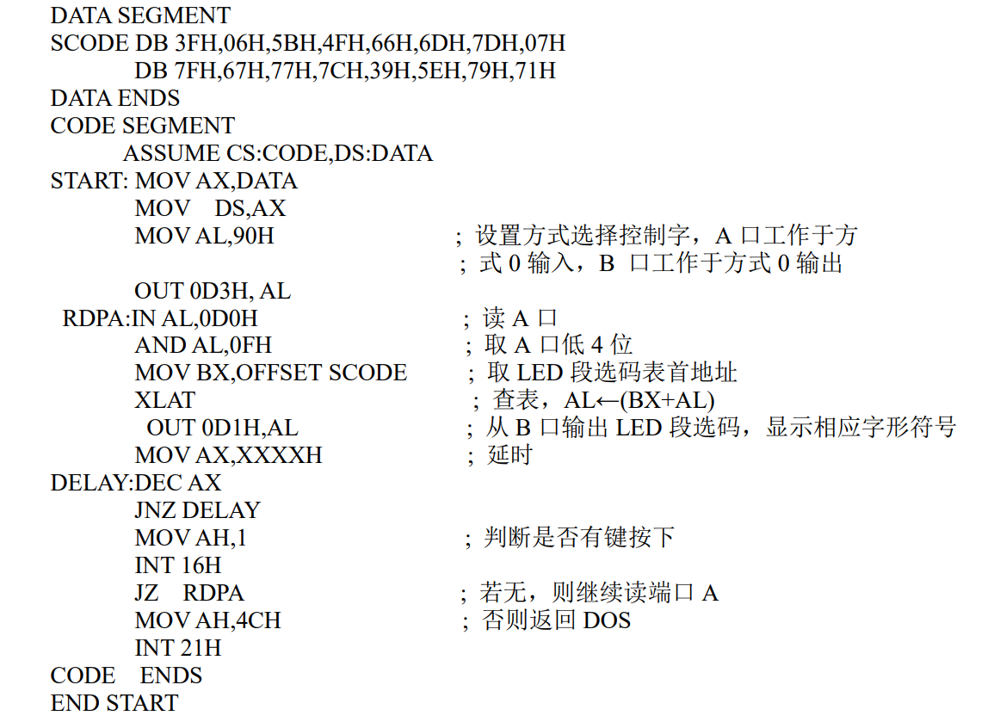 DATA SEGMENT
SCODE DB 3FH,06H,5BH,4FH,66H,6DH,7DH,07H
DB 7FH,67H,77H,7CH,39H,5EH,79H,71H
DATA ENDS
CODE SEGMENT
ASSUME CS:CODE,DS:DATA
START: MOV AX,DATA
MOV DS,AX
MOV AL,90H ; 设置方式选择控制字，A 口工作于方
; 式 0 输入，B 口工作于方式 0 输出
OUT 0D3H, AL
RDPA:IN AL,0D0H ; 读 A 口
AND AL,0FH ; 取 A 口低 4 位
MOV BX,OFFSET SCODE ; 取 LED 段选码表首地址
XLAT ; 查表，AL←(BX+AL)
OUT 0D1H,AL ; 从 B 口输出 LED 段选码，显示相应字形符号
MOV AX,XXXXH ; 延时
DELAY:DEC AX
JNZ DELAY
MOV AH,1 ; 判断是否有键按下
INT 16H
JZ RDPA ; 若无，则继续读端口 A
MOV AH,4CH ; 否则返回 DOS
INT 21H
CODE ENDS
END START